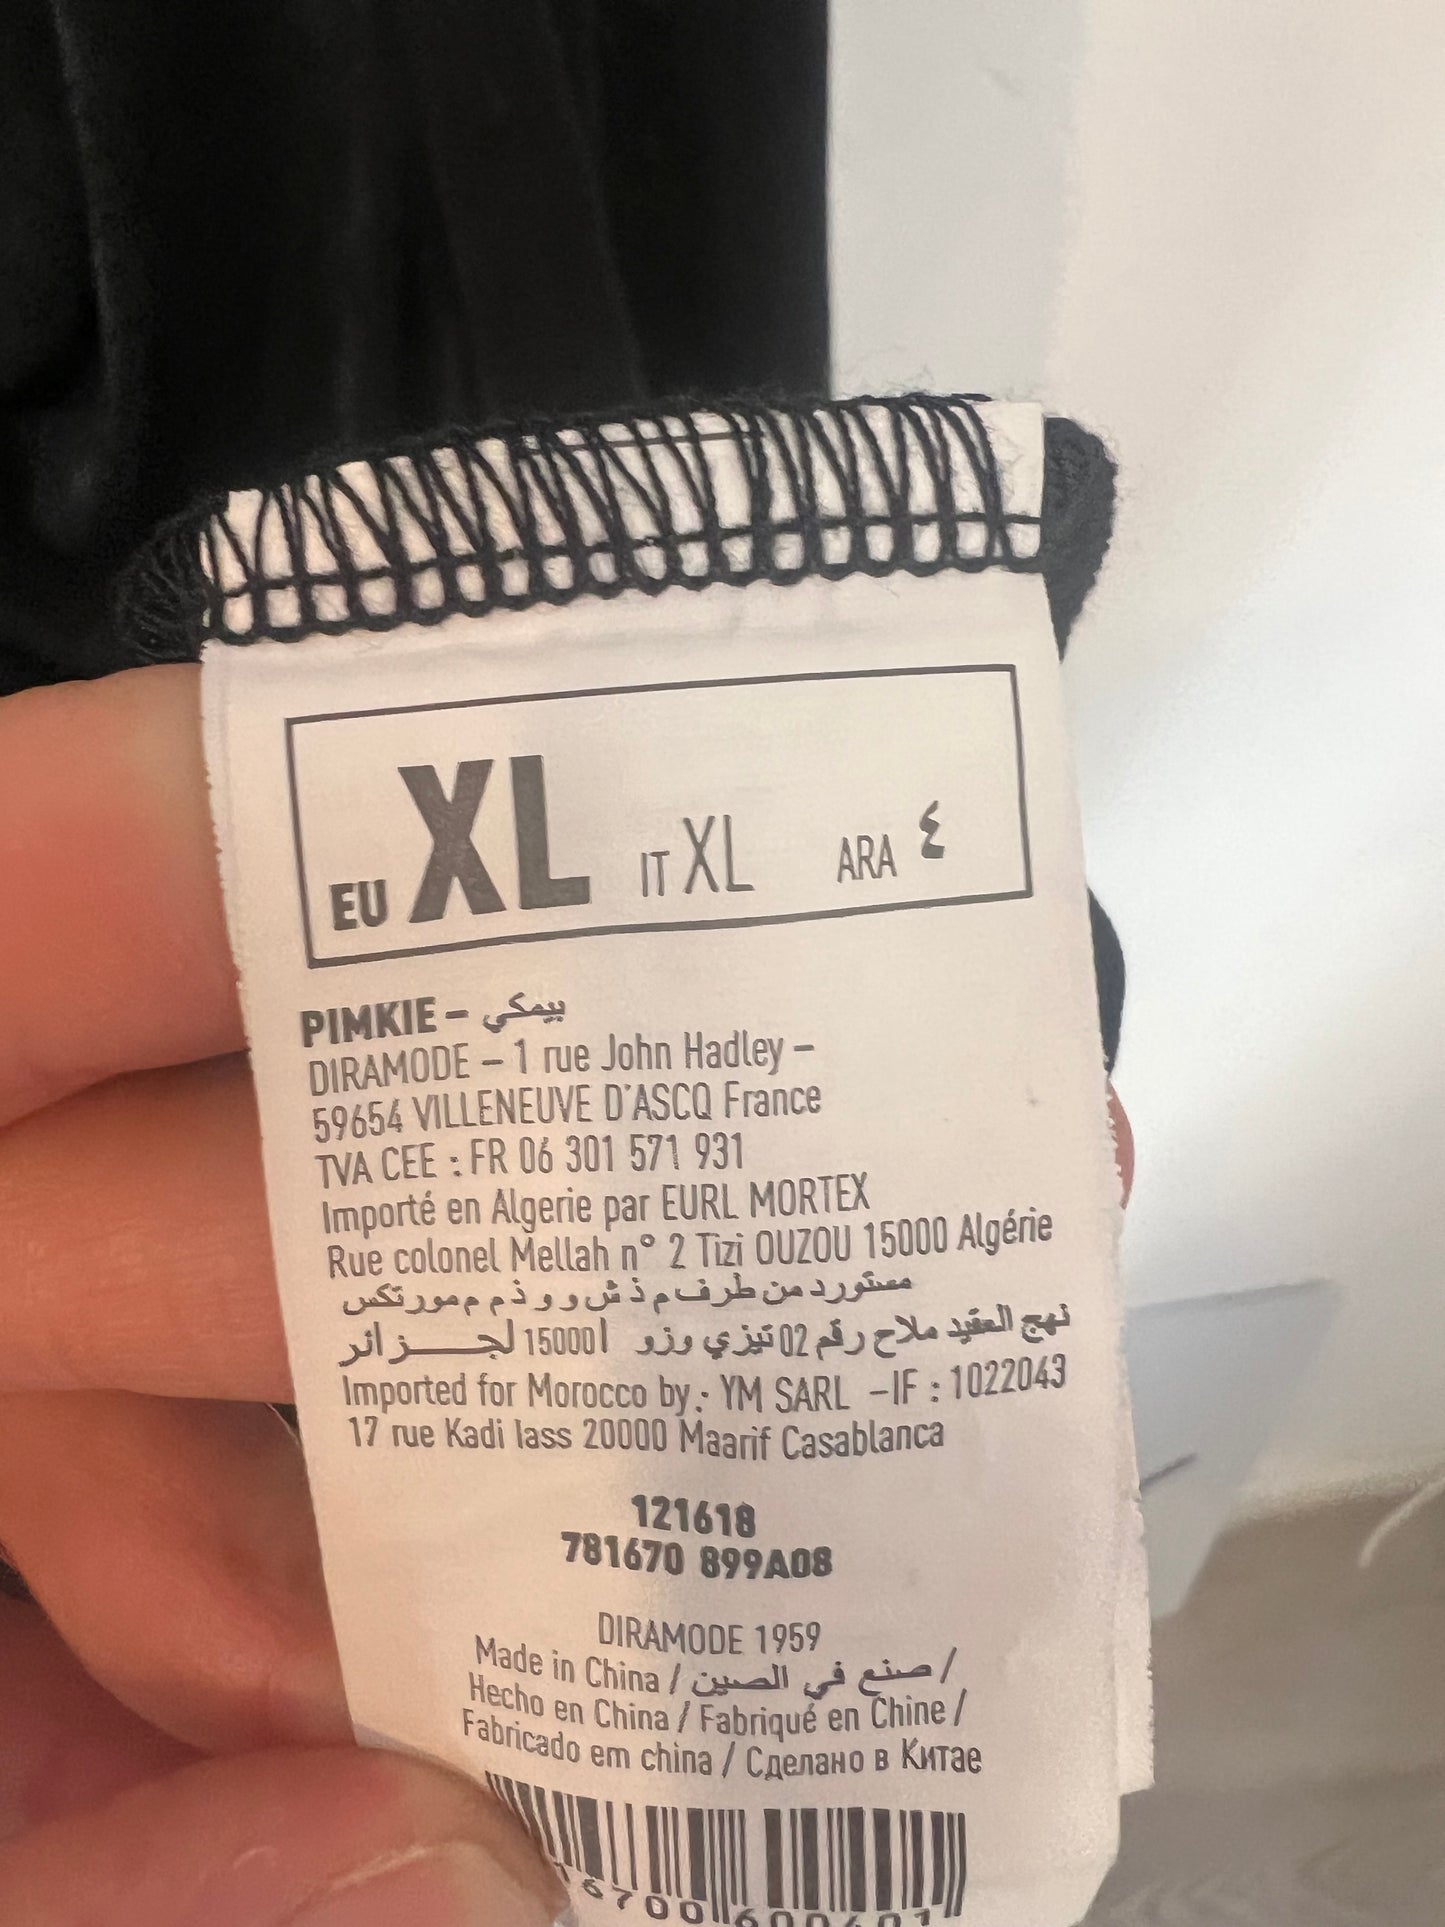 EU XL IT XL ARA ٤
PIMKIE - بيمكي
DIRAMODE - 1 rue John Hadley -
59654 VILLENEUVE D'ASCQ France
TVA CEE : FR 06 301 571 931
Importé en Algerie par EURL MORTEX
Rue colonel Mellah n° 2 Tizi OUZOU 15000 Algérie
مستورد من طرف م ذ ش و و ذ م م مورتكس
نهج العقيد ملاح رقم 02 تيزي وزو 15000 الجـــزائر
Imported for Morocco by : YM SARL -IF : 1022043
17 rue Kadi Iass 20000 Maarif Casablanca
121618
781670 899A08
DIRAMODE 1959
Made in China / صنع في الصين /
Hecho en China / Fabriqué en Chine /
Fabricado em china / Сделано в Китае